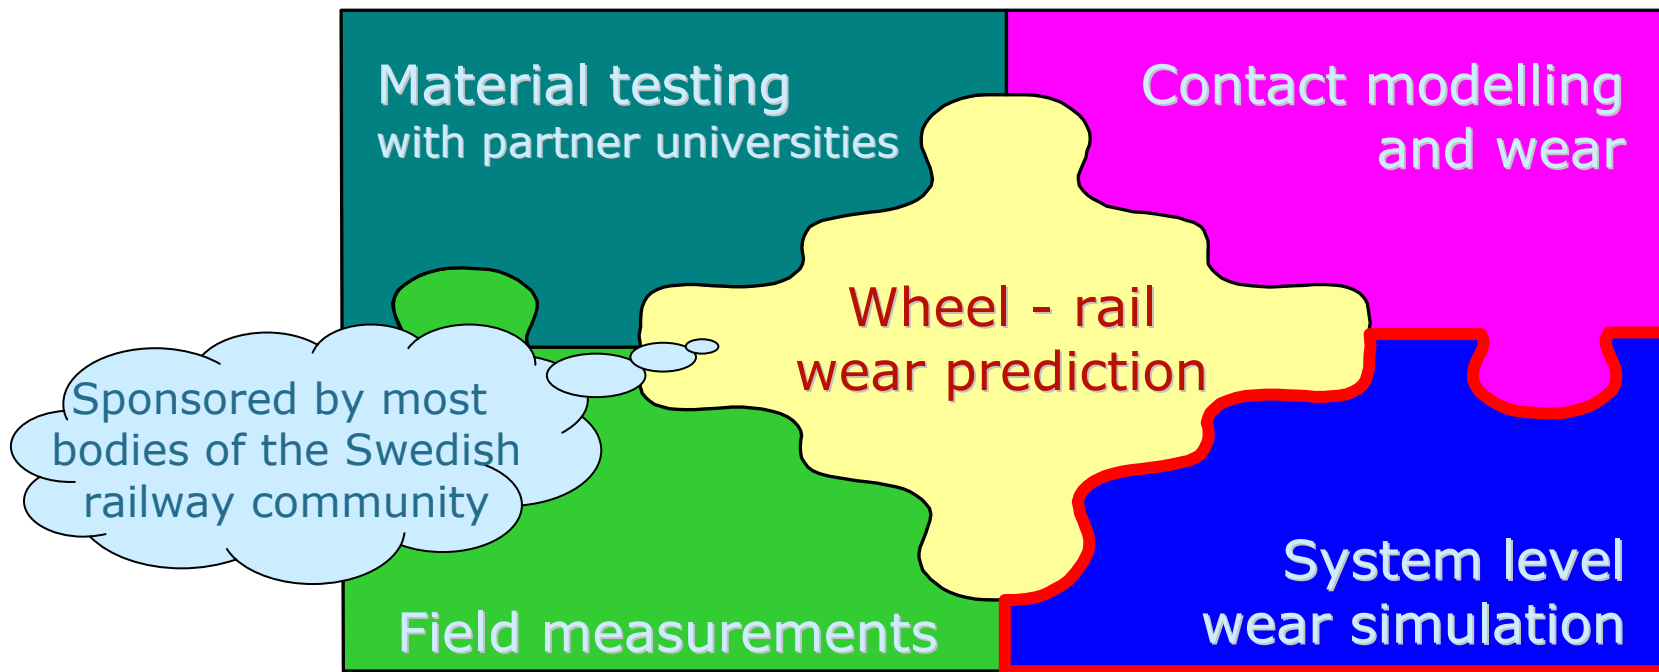 Material testing
with partner universities
Contact modelling
and wear
Wheel - rail
wear prediction
Sponsored by most
bodies of the Swedish
railway community
Field measurements
System level
wear simulation